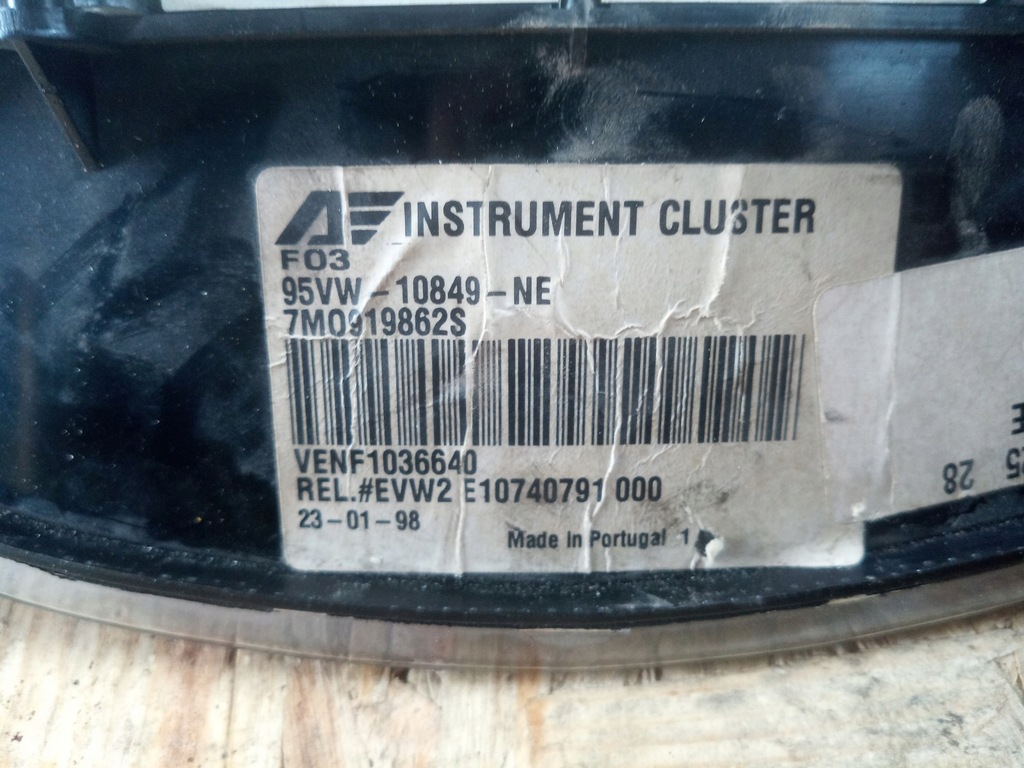 AE INSTRUMENT CLUSTER
F03
95VW-10849-NE
7M0919862S
VENF1036640
REL.#EVW2 E10740791 000
23-01-98
Made in Portugal 1
28